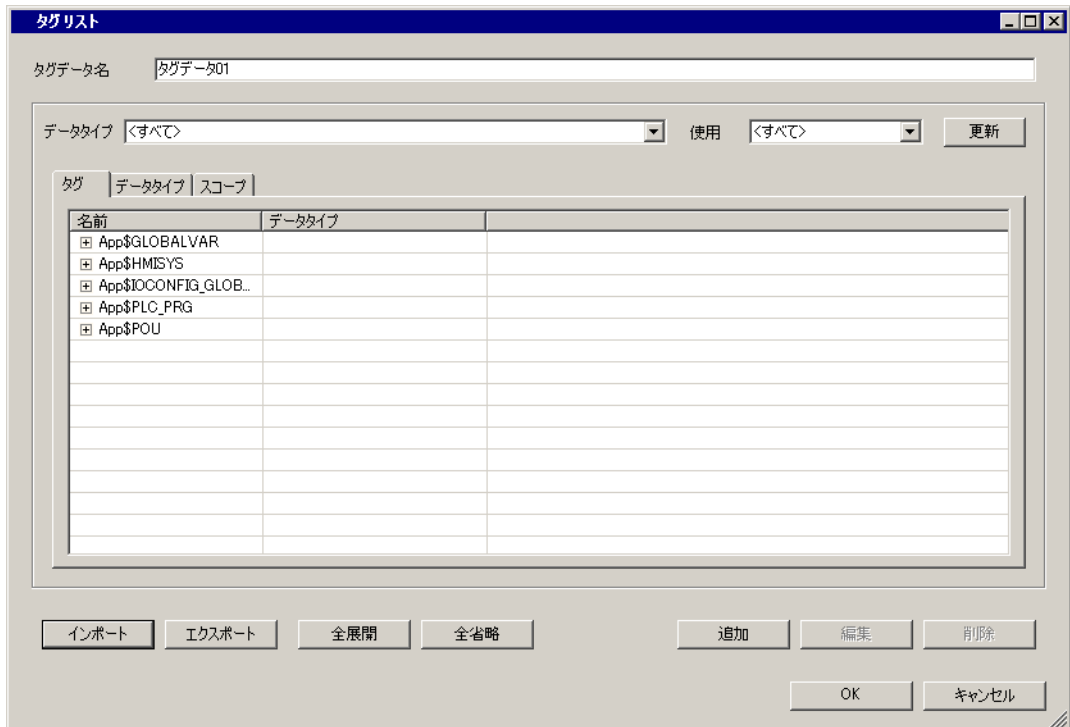 タグ リスト
タグデータ名 タグデータ01
データタイプ <すべて> 使用 <すべて> 更新
タグ データタイプ スコープ
名前 データタイプ
App$GLOBALVAR
App$HMISYS
App$IOCONFIG_GLOB...
App$PLC_PRG
App$POU
インポート エクスポート 全展開 全省略 追加 編集 削除
OK キャンセル